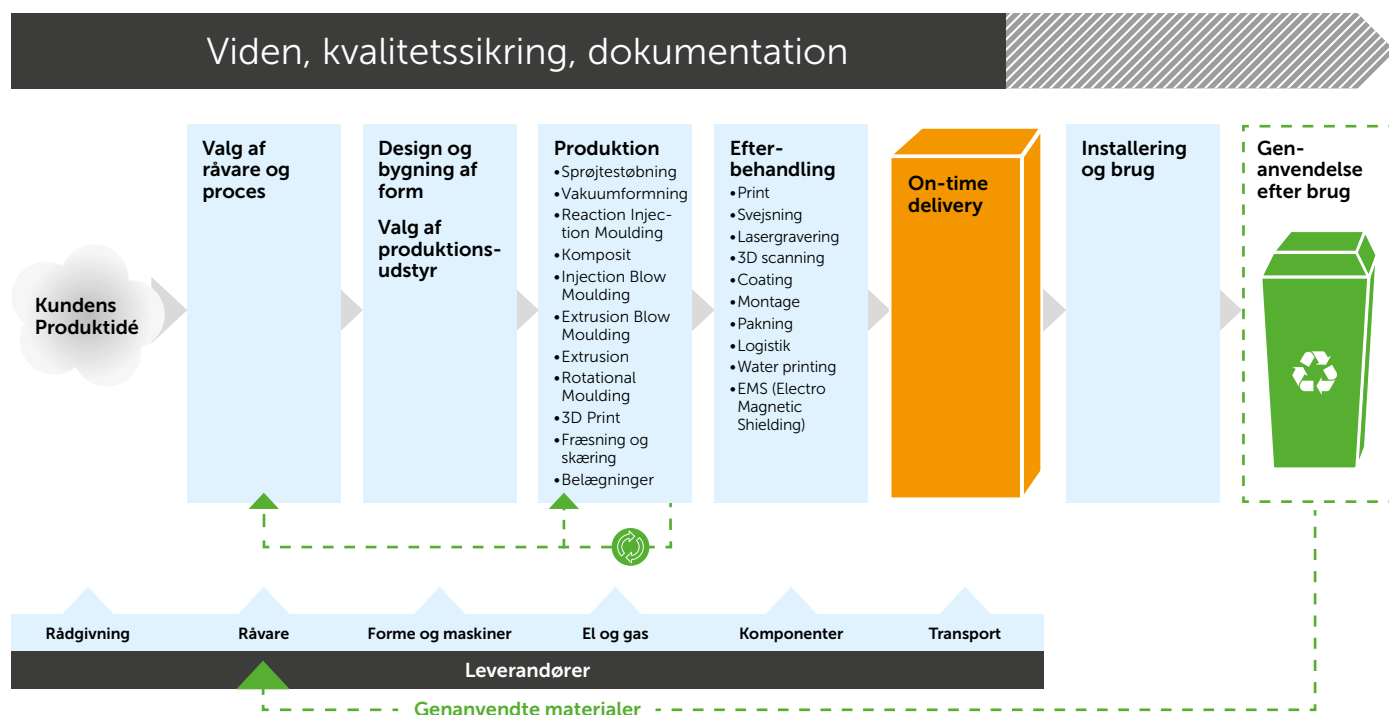 Viden, kvalitetssikring, dokumentation
Kundens
Produktidé
Valg af
råvare og
proces
Design og
bygning af
form
Valg af
produktions-
udstyr
Produktion
•Sprøjtestøbning
•Vakuumformning
•Reaction Injec-
tion Moulding
•Komposit
•Injection Blow
Moulding
•Extrusion Blow
Moulding
•Extrusion
•Rotational
Moulding
•3D Print
•Fræsning og
skæring
•Belægninger
Efter-
behandling
•Print
•Svejsning
•Lasergravering
•3D scanning
•Coating
•Montage
•Pakning
•Logistik
•Water printing
•EMS (Electro
Magnetic
Shielding)
On-time
delivery
Installering
og brug
Gen-
anvendelse
efter brug
Rådgivning
Råvare
Forme og maskiner
El og gas
Komponenter
Transport
Leverandører
Genanvendte materialer